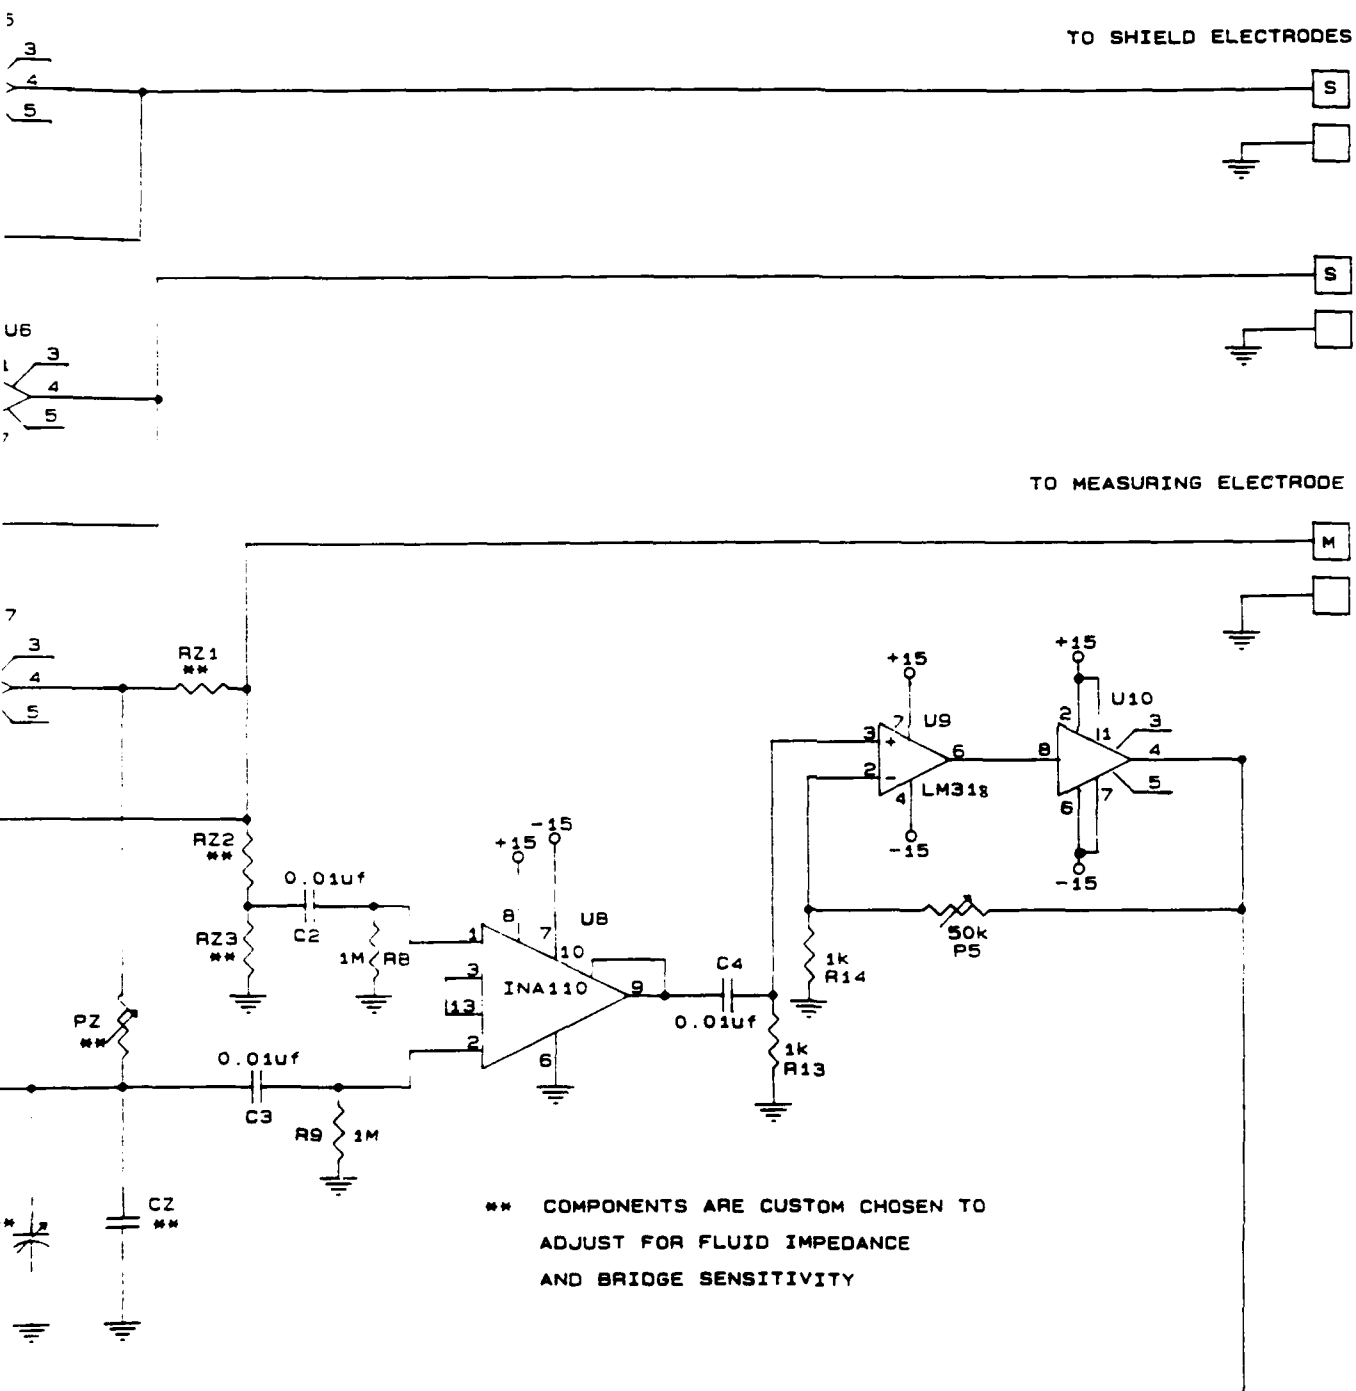 5
TO SHIELD ELECTRODES
3
4
5
S
S
U6
3
1
4
5
7
TO MEASURING ELECTRODE
M
7
3
4
5
RZ1
**
+15
+15
U9
U10
7
2
11
3
3
+
6
8
4
2
-
4
LM318
6
7
5
-15
-15
RZ2
**
+15
-15
0.01uf
C2
RZ3
**
1M
R8
8
7
U8
1
10
3
INA110
9
13
2
6
C4
0.01uf
50k
P5
1k
R14
1k
R13
PZ
**
0.01uf
C3
R9
1M
CZ
**
*
** COMPONENTS ARE CUSTOM CHOSEN TO
ADJUST FOR FLUID IMPEDANCE
AND BRIDGE SENSITIVITY